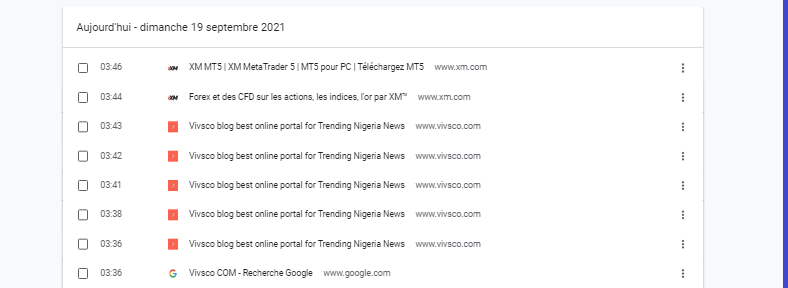 Aujourd'hui - dimanche 19 septembre 2021
03:46 XM XM MT5 | XM MetaTrader 5 | MT5 pour PC | Téléchargez MT5 www.xm.com
03:44 XM Forex et des CFD sur les actions, les indices, l'or par XM™ www.xm.com
03:43 Vivsco blog best online portal for Trending Nigeria News www.vivsco.com
03:42 Vivsco blog best online portal for Trending Nigeria News www.vivsco.com
03:41 Vivsco blog best online portal for Trending Nigeria News www.vivsco.com
03:38 Vivsco blog best online portal for Trending Nigeria News www.vivsco.com
03:36 Vivsco blog best online portal for Trending Nigeria News www.vivsco.com
03:36 G Vivsco COM - Recherche Google www.google.com